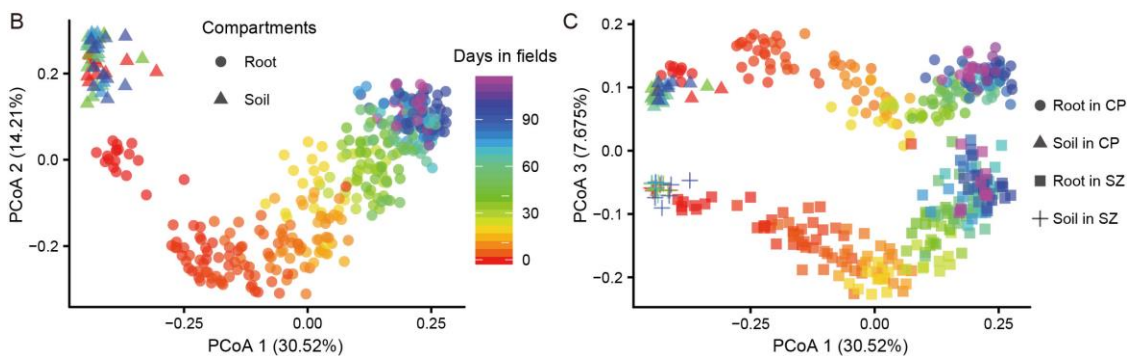 B
Compartments
Root
Soil
Days in fields
90
60
30
0
0.2
0.0
−0.2
PCoA 2 (14.21%)
−0.25
0.00
0.25
PCoA 1 (30.52%)
C
0.2
0.1
0.0
−0.1
−0.2
PCoA 3 (7.675%)
−0.25
0.00
0.25
PCoA 1 (30.52%)
Root in CP
Soil in CP
Root in SZ
Soil in SZ